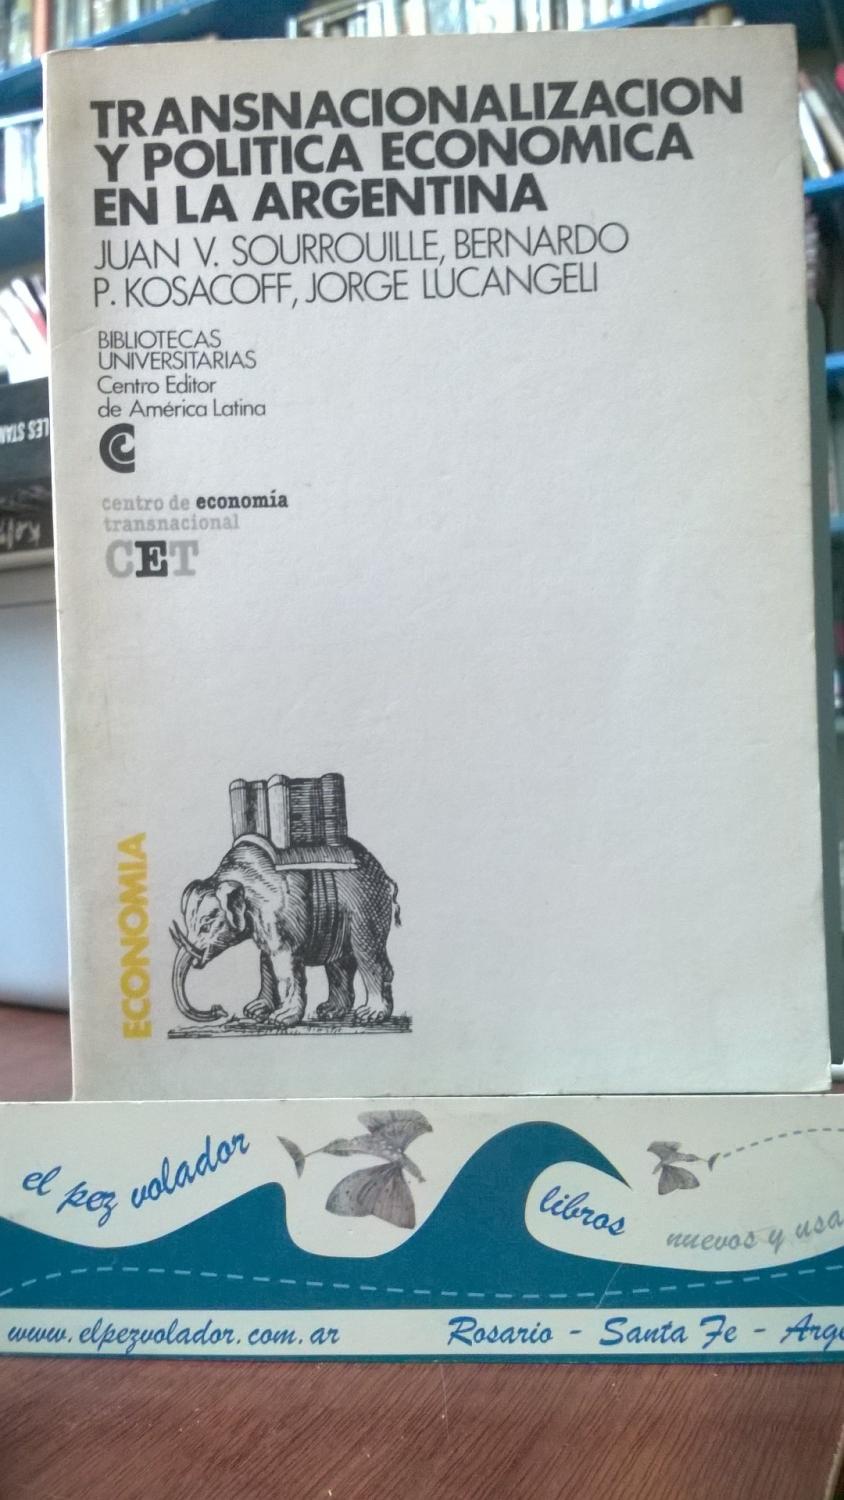 TRANSNACIONALIZACION
Y POLITICA ECONOMICA
EN LA ARGENTINA
JUAN V. SOURROUILLE, BERNARDO
P. KOSACOFF, JORGE LUCANGELI
BIBLIOTECAS
UNIVERSITARIAS
Centro Editor
de América Latina
centro de economía
transnacional
CET
ECONOMIA
el pez volador
libros
nuevos y usa
www.elpezvolador.com.ar
Rosario - Santa Fe - Arge